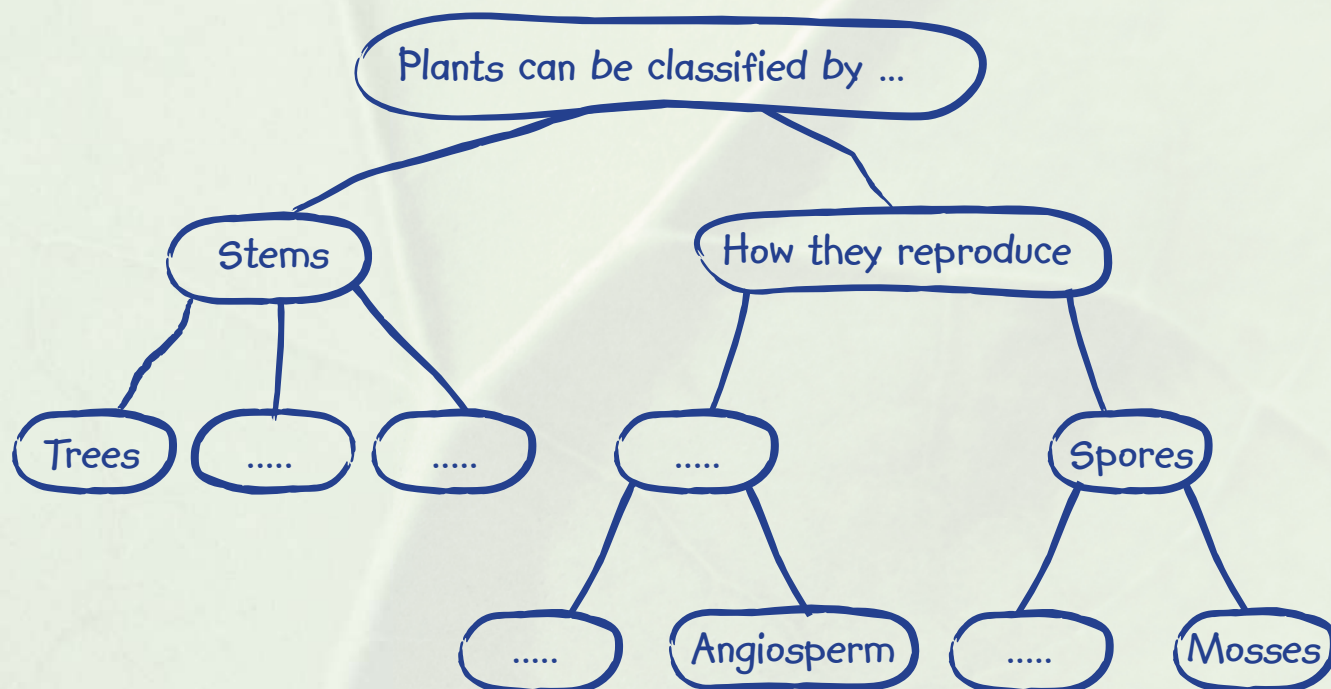 Plants can be classified by ...
Stems
How they reproduce
Trees
.....
.....
.....
Spores
.....
Angiosperm
.....
Mosses